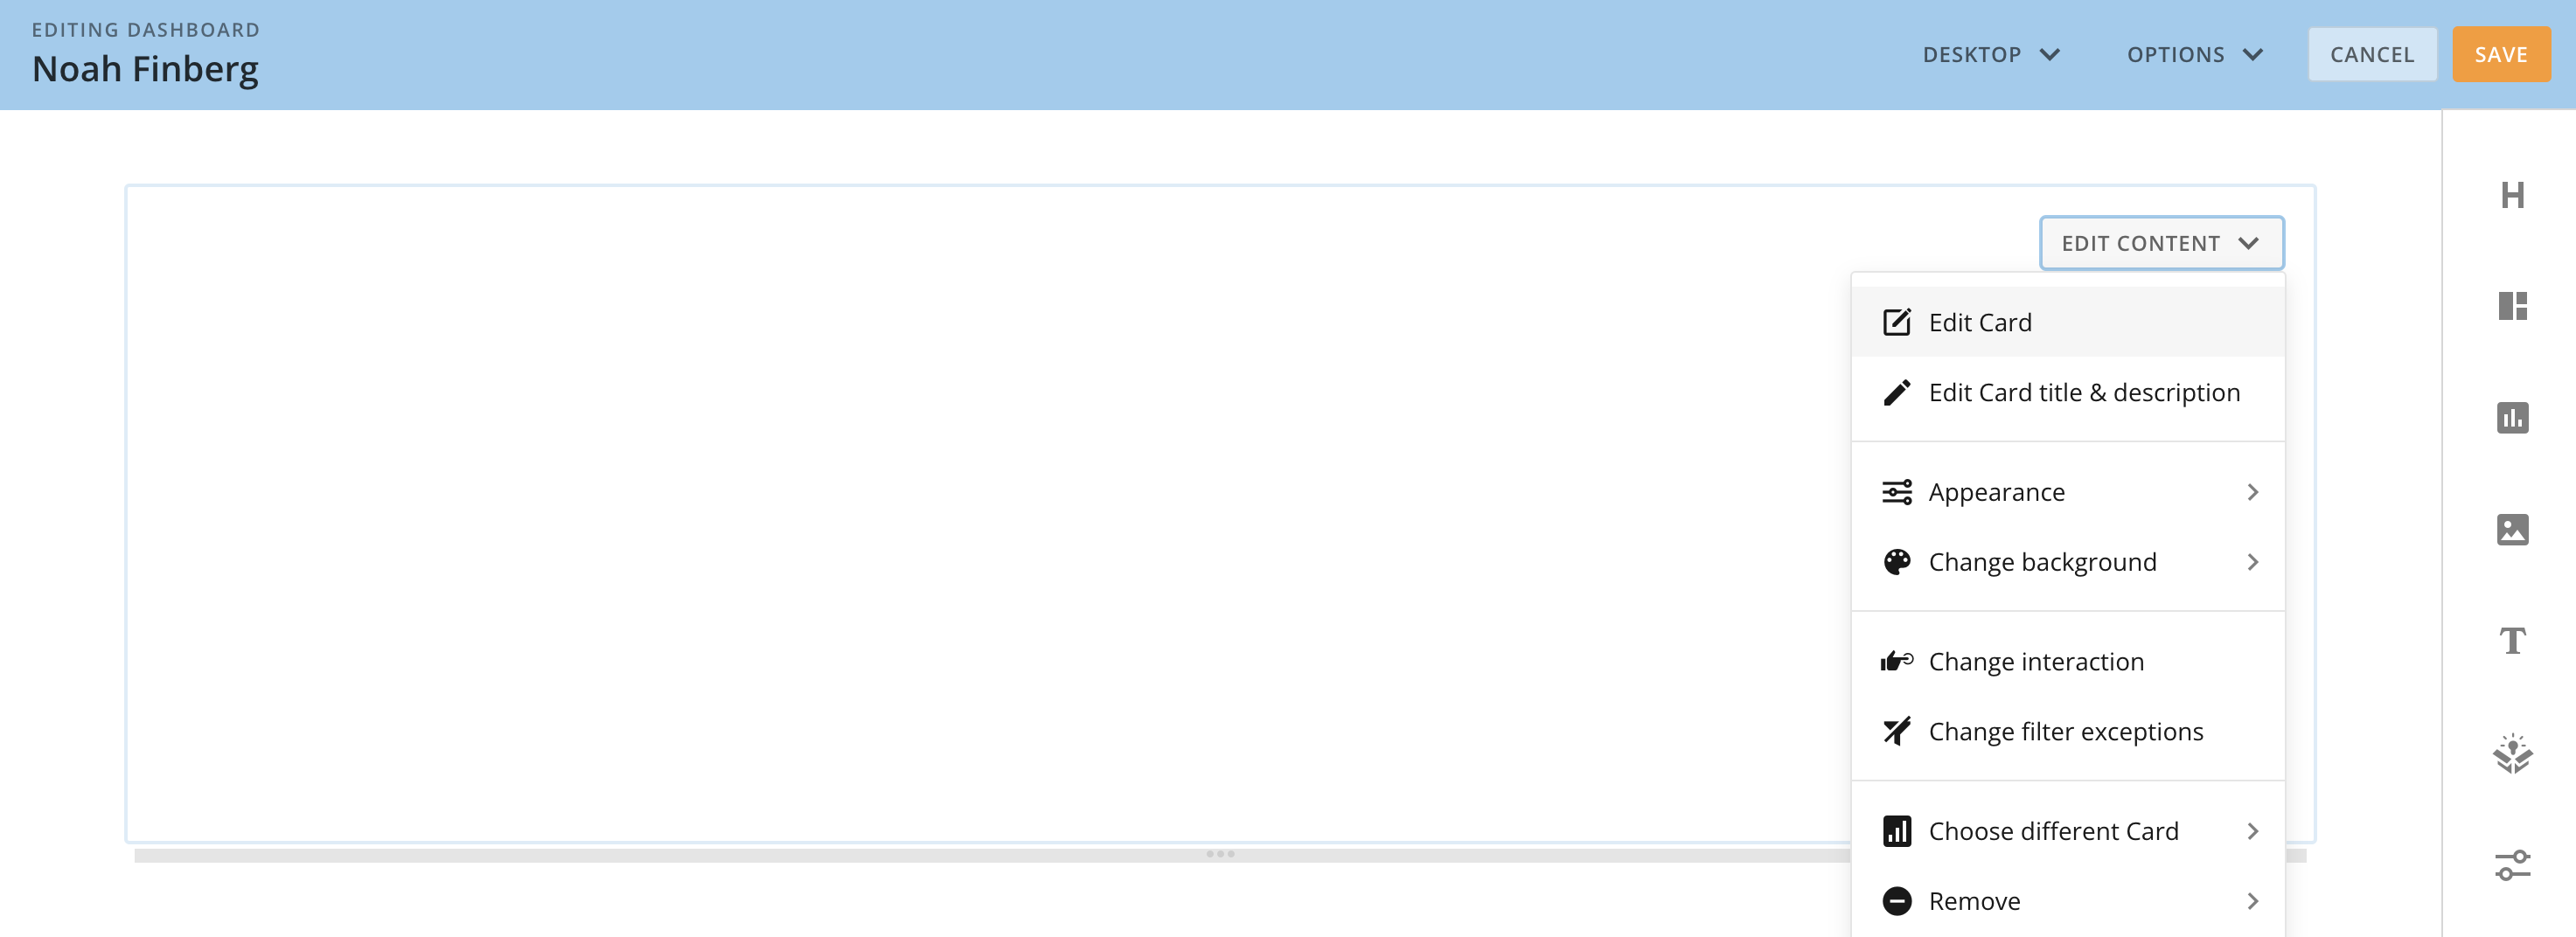 EDITING DASHBOARD
Noah Finberg
DESKTOP
OPTIONS
CANCEL
SAVE
EDIT CONTENT
Edit Card
Edit Card title & description
Appearance
Change background
Change interaction
Change filter exceptions
Choose different Card
Remove
H
T